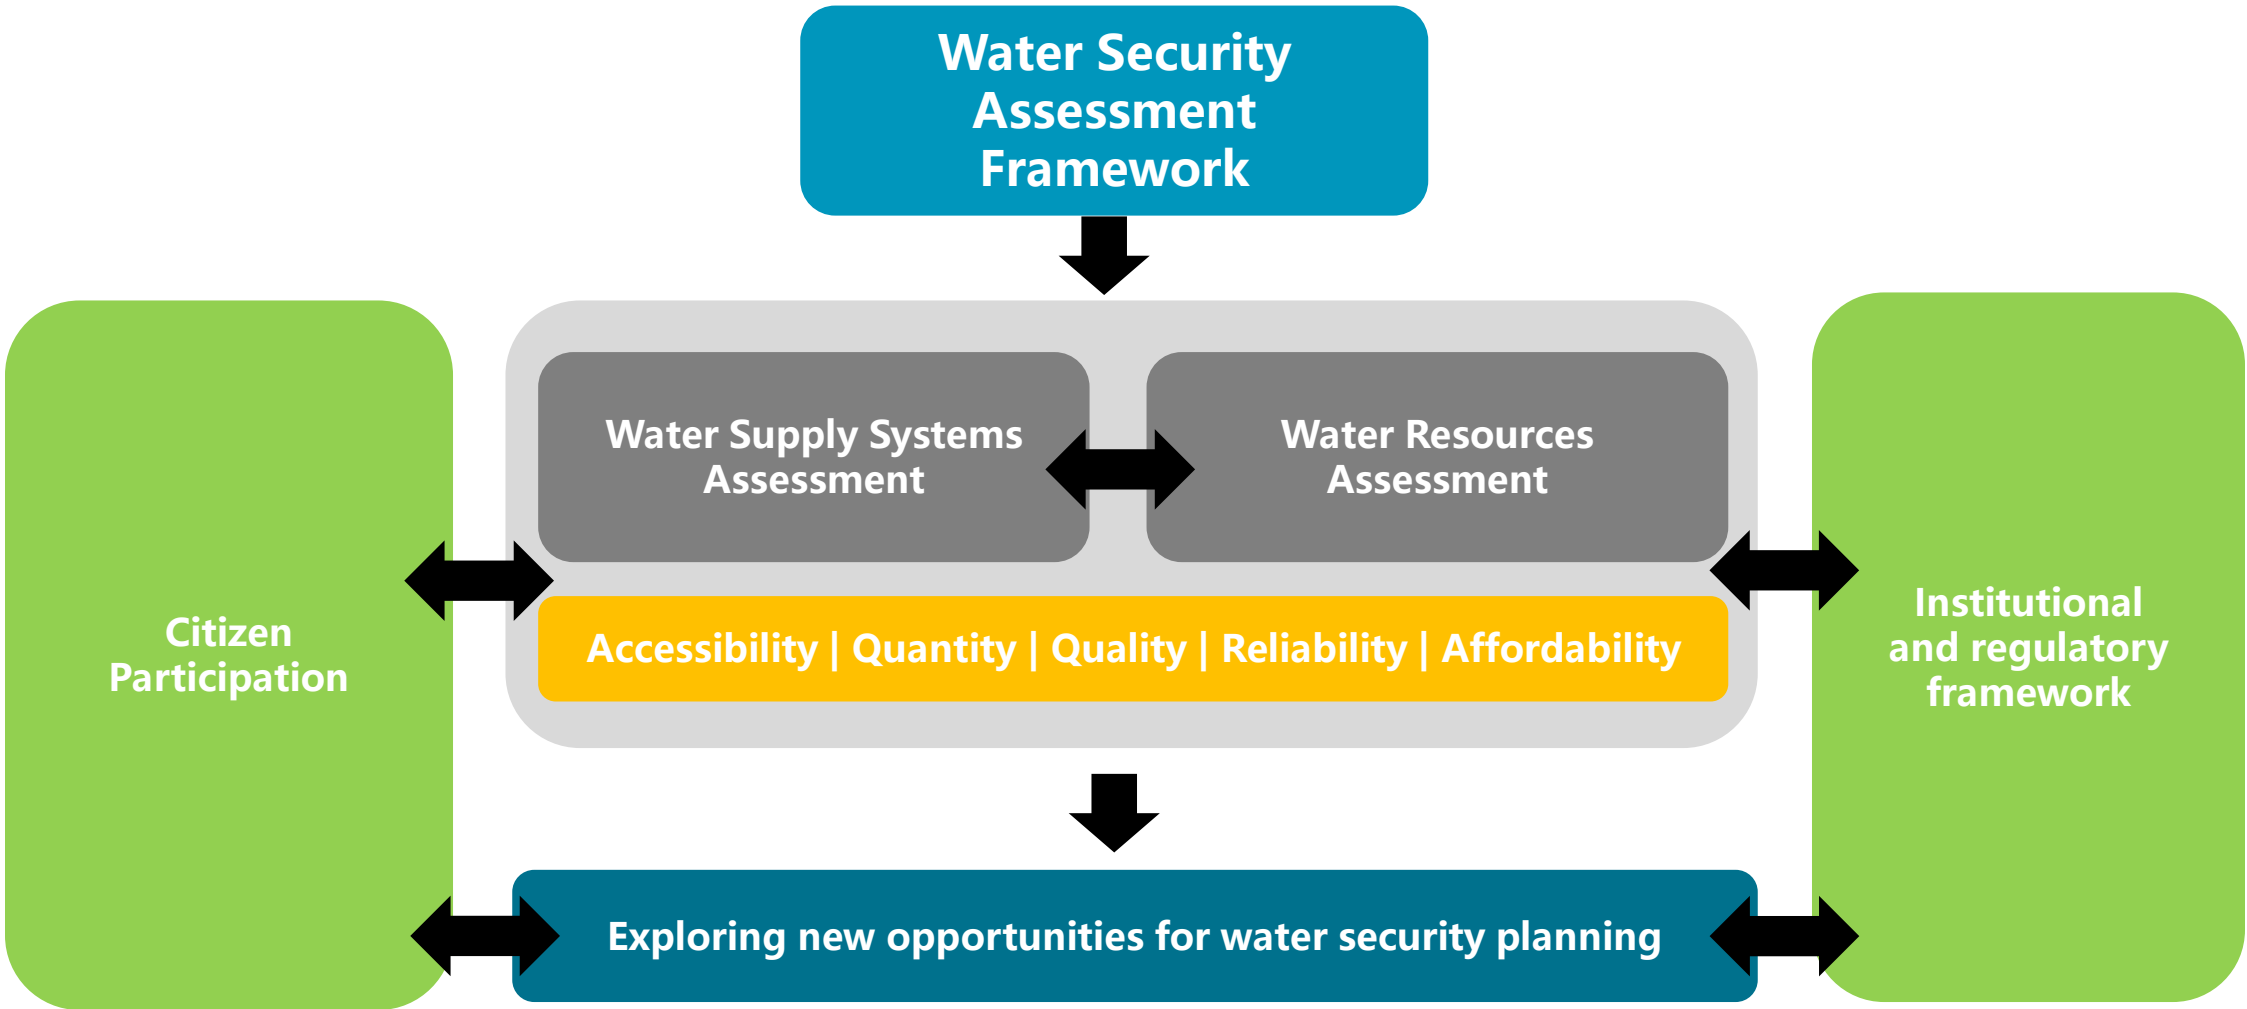 Water Security
Assessment
Framework
Water Supply Systems
Assessment
Water Resources
Assessment
Citizen
Participation
Accessibility | Quantity | Quality | Reliability | Affordability
Institutional
and regulatory
framework
Exploring new opportunities for water security planning